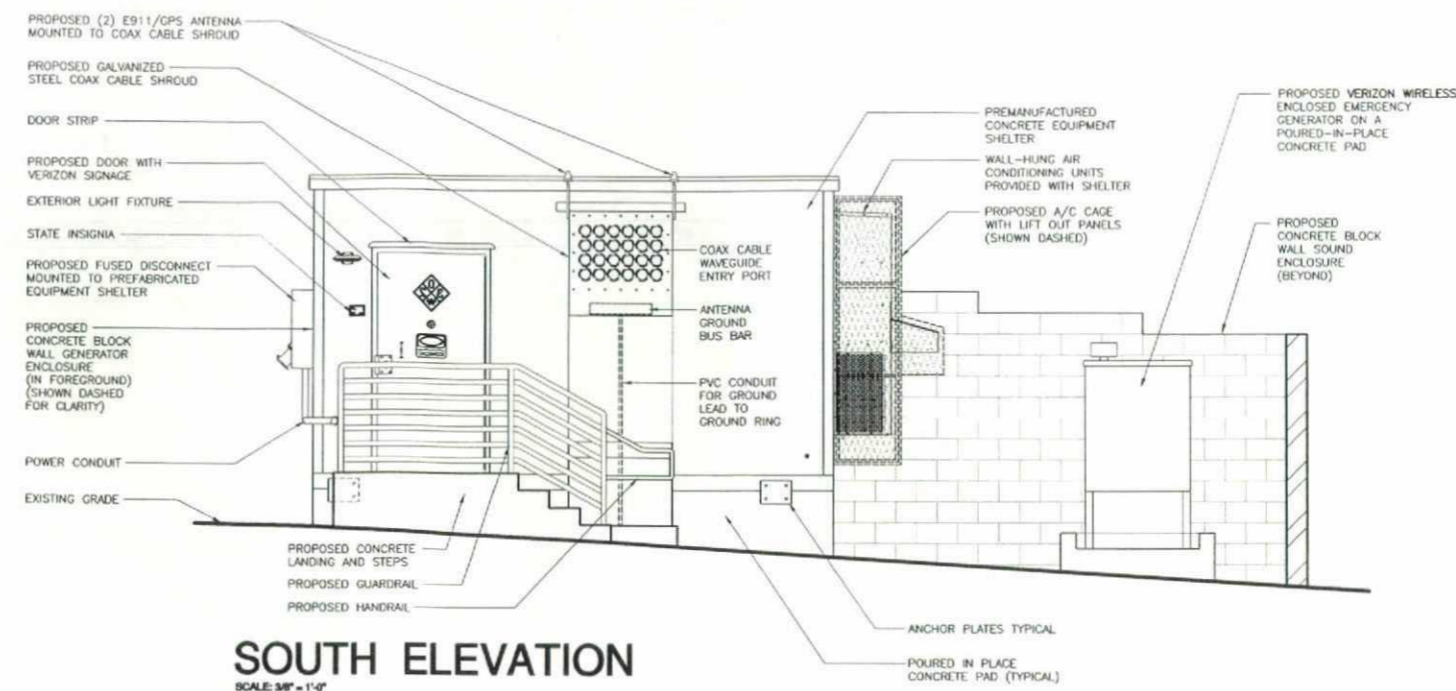 PROPOSED (2) E911/GPS ANTENNA
MOUNTED TO COAX CABLE SHROUD
PROPOSED GALVANIZED
STEEL COAX CABLE SHROUD
DOOR STRIP
PROPOSED DOOR WITH
VERIZON SIGNAGE
EXTERIOR LIGHT FIXTURE
STATE INSIGNIA
PROPOSED FUSED DISCONNECT
MOUNTED TO PREFABRICATED
EQUIPMENT SHELTER
PROPOSED
CONCRETE BLOCK
WALL GENERATOR
ENCLOSURE
(IN FOREGROUND)
(SHOWN DASHED
FOR CLARITY)
POWER CONDUIT
EXISTING GRADE
PROPOSED CONCRETE
LANDING AND STEPS
PROPOSED GUARDRAIL
PROPOSED HANDRAIL
COAX CABLE
WAVEGUIDE
ENTRY PORT
ANTENNA
GROUND
BUS BAR
PVC CONDUIT
FOR GROUND
LEAD TO
GROUND RING
PREMANUFACTURED
CONCRETE EQUIPMENT
SHELTER
WALL-HUNG AIR
CONDITIONING UNITS
PROVIDED WITH SHELTER
PROPOSED A/C CAGE
WITH LIFT OUT PANELS
(SHOWN DASHED)
PROPOSED VERIZON WIRELESS
ENCLOSED EMERGENCY
GENERATOR ON A
POURED-IN-PLACE
CONCRETE PAD
PROPOSED
CONCRETE BLOCK
WALL SOUND
ENCLOSURE
(BEYOND)
ANCHOR PLATES TYPICAL
POURED IN PLACE
CONCRETE PAD (TYPICAL)
SOUTH ELEVATION
SCALE: 3/8" = 1'-0"